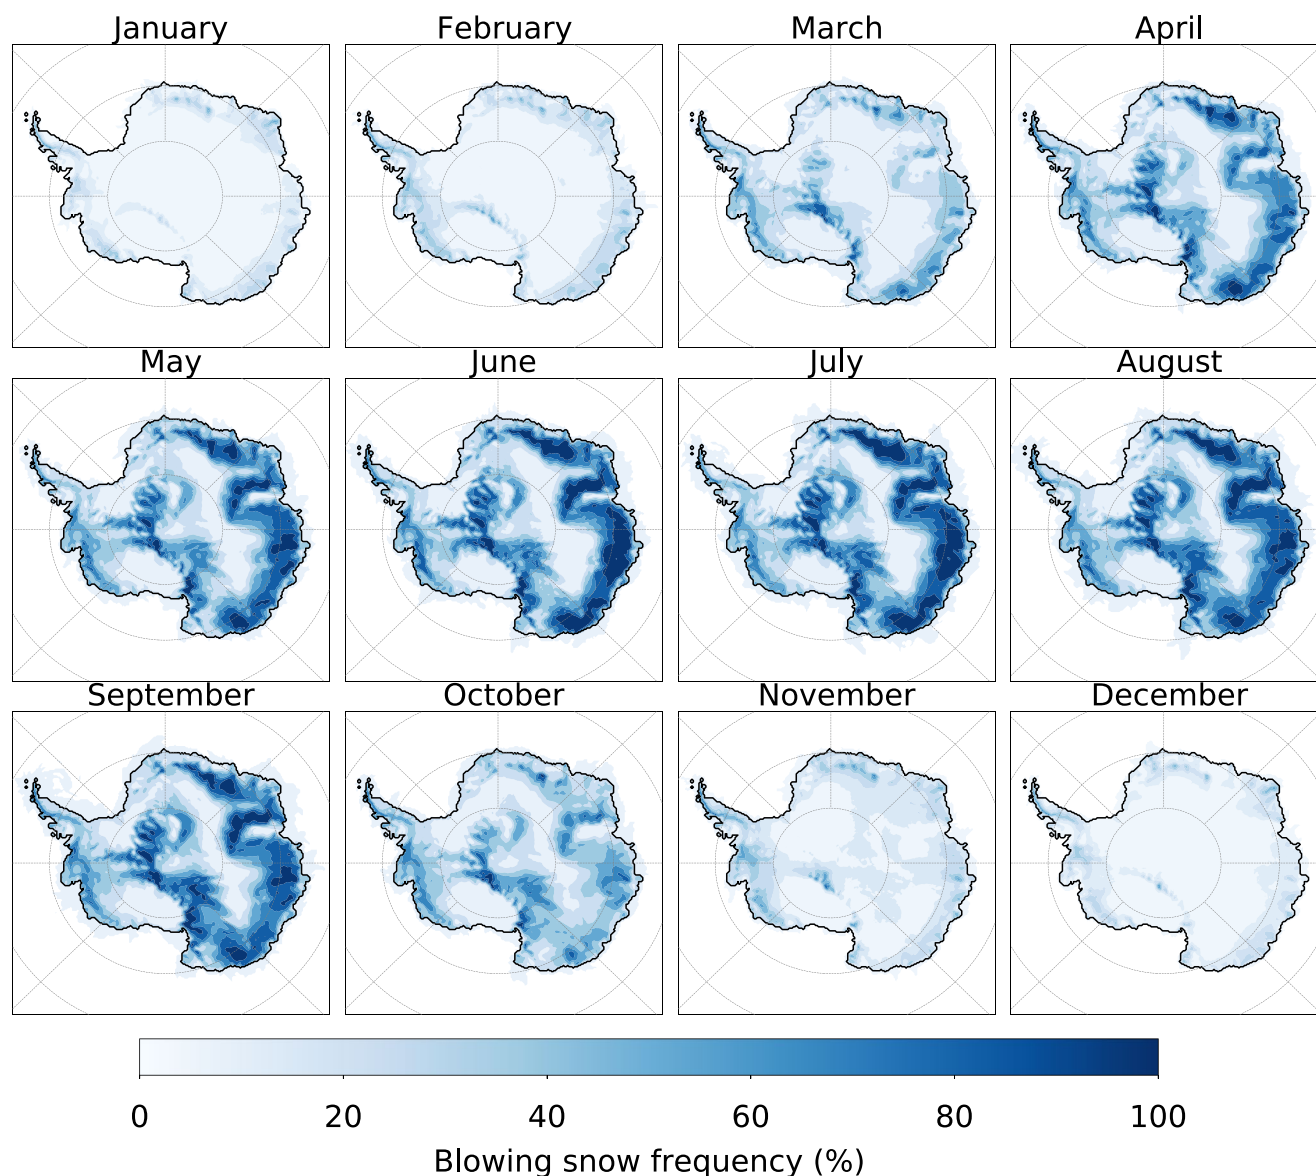 January February March April
May June July August
September October November December
0 20 40 60 80 100
Blowing snow frequency (%)